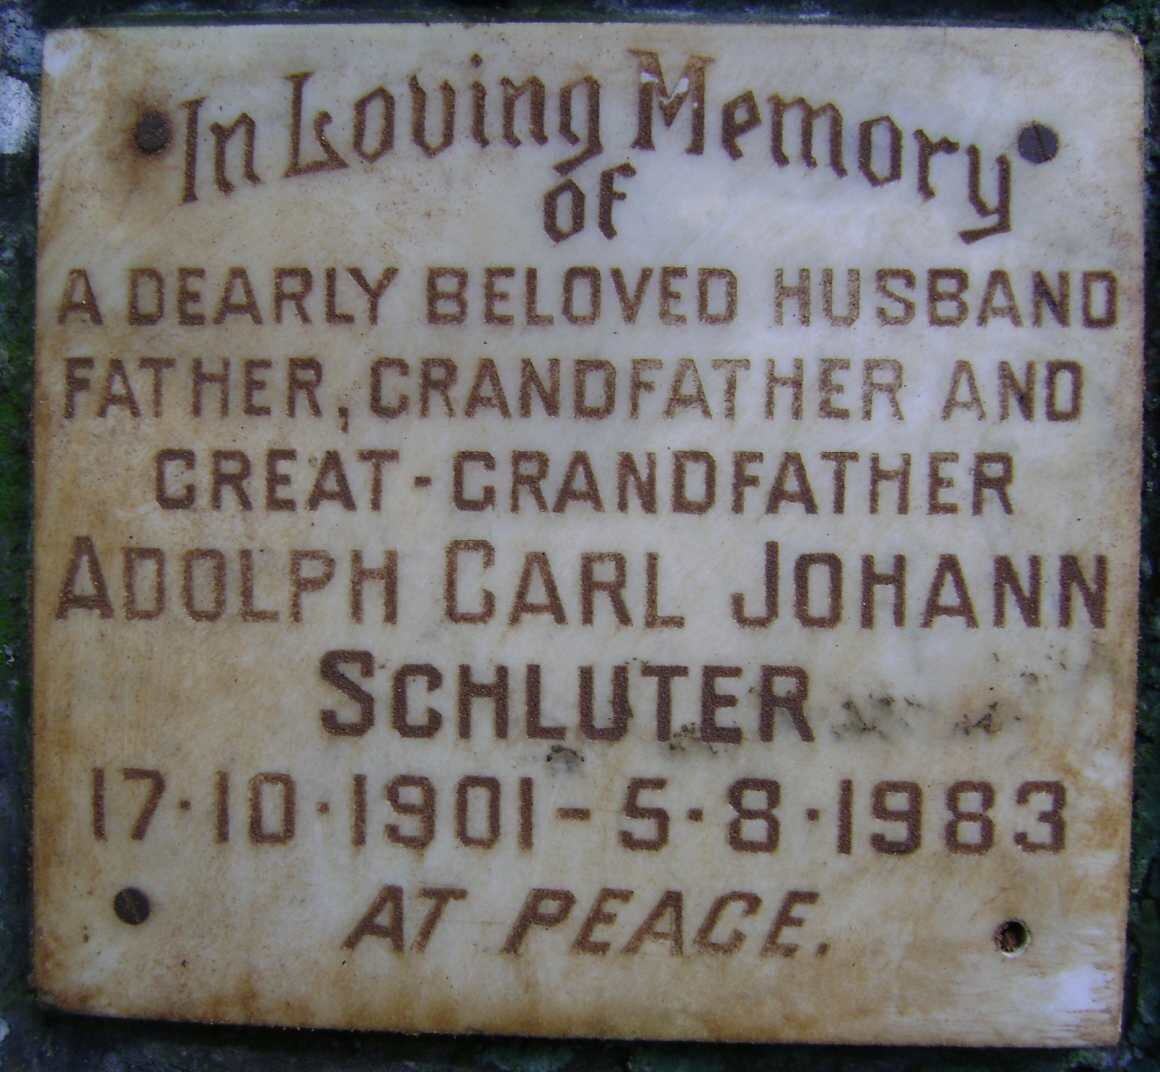 In Loving Memory
of
A DEARLY BELOVED HUSBAND
FATHER, GRANDFATHER AND
GREAT-GRANDFATHER
ADOLPH CARL JOHANN
SCHLUTER
17·10·1901-5·8·1983
AT PEACE.